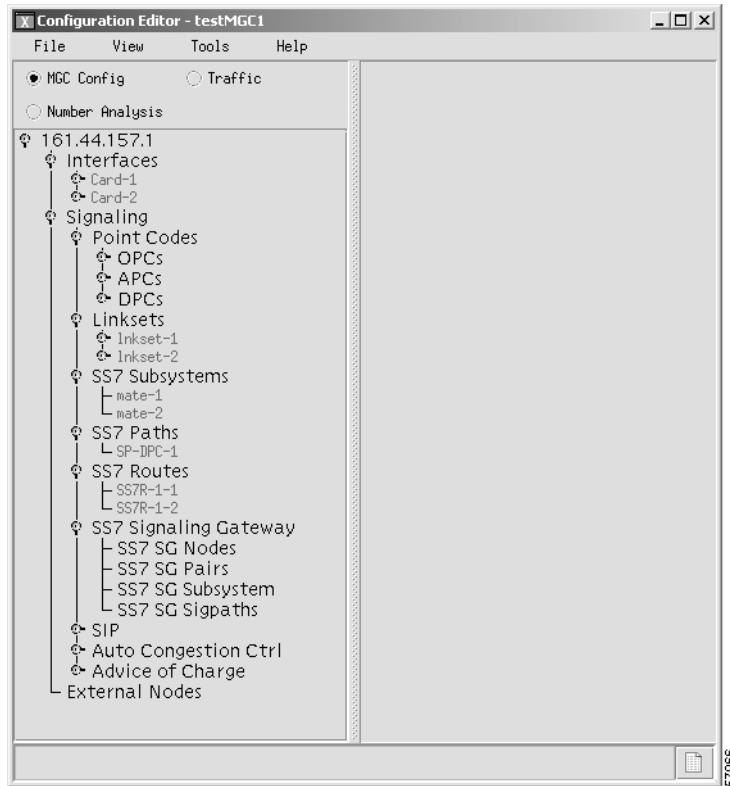 Configuration Editor - testMGC1
File View Tools Help
MGC Config Traffic
Number Analysis
161.44.157.1
Interfaces
Card-1
Card-2
Signaling
Point Codes
OPCs
APCs
DPCs
Linksets
lnkset-1
lnkset-2
SS7 Subsystems
mate-1
mate-2
SS7 Paths
SP-DPC-1
SS7 Routes
SS7R-1-1
SS7R-1-2
SS7 Signaling Gateway
SS7 SG Nodes
SS7 SG Pairs
SS7 SG Subsystem
SS7 SG Sigpaths
SIP
Auto Congestion Ctrl
Advice of Charge
External Nodes